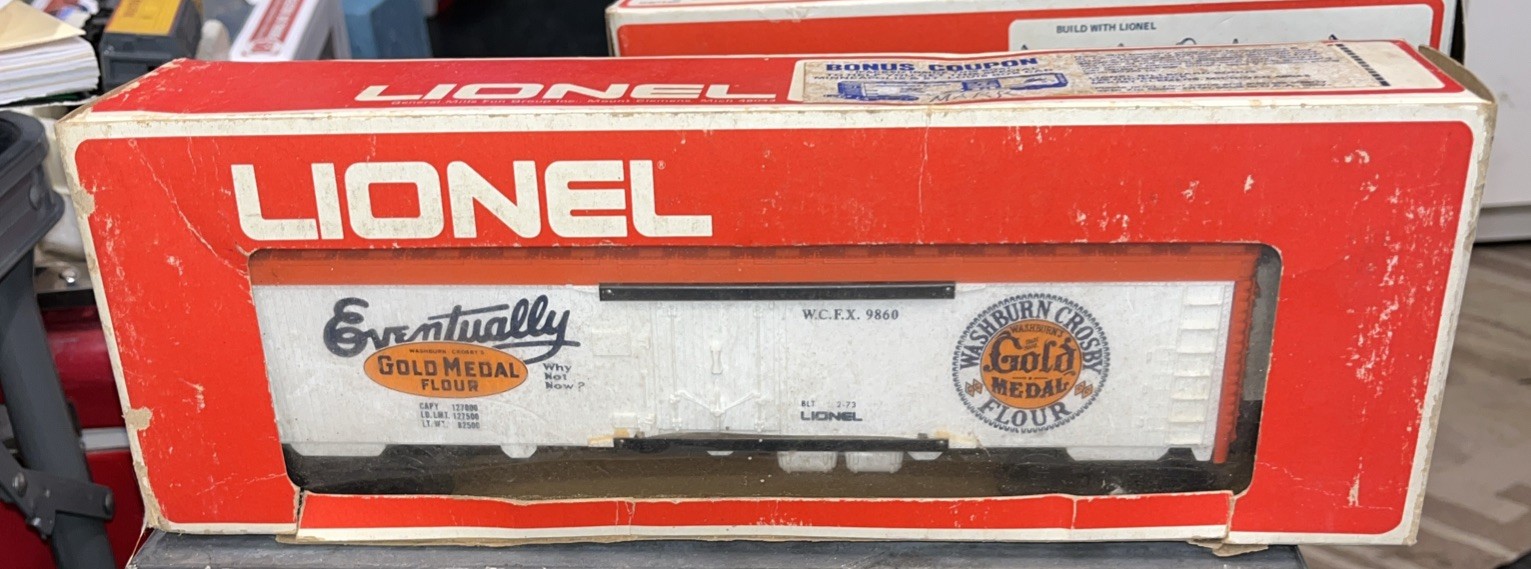 BUILD WITH LIONEL
LIONEL
General Mills Fun Group Inc., Mount Clemens, Mich
BONUS COUPON
LIONEL®
Eventually
WASHBURN CROSBY'S
GOLD MEDAL
FLOUR
Why
Not
Now?
CAPY 127000
LD. LMT. 127500
LT. WT. 82500
W.C.F.X. 9860
BLT 2-73
LIONEL
WASHBURN CROSBY
WASHBURN'S
Gold
MEDAL
FLOUR